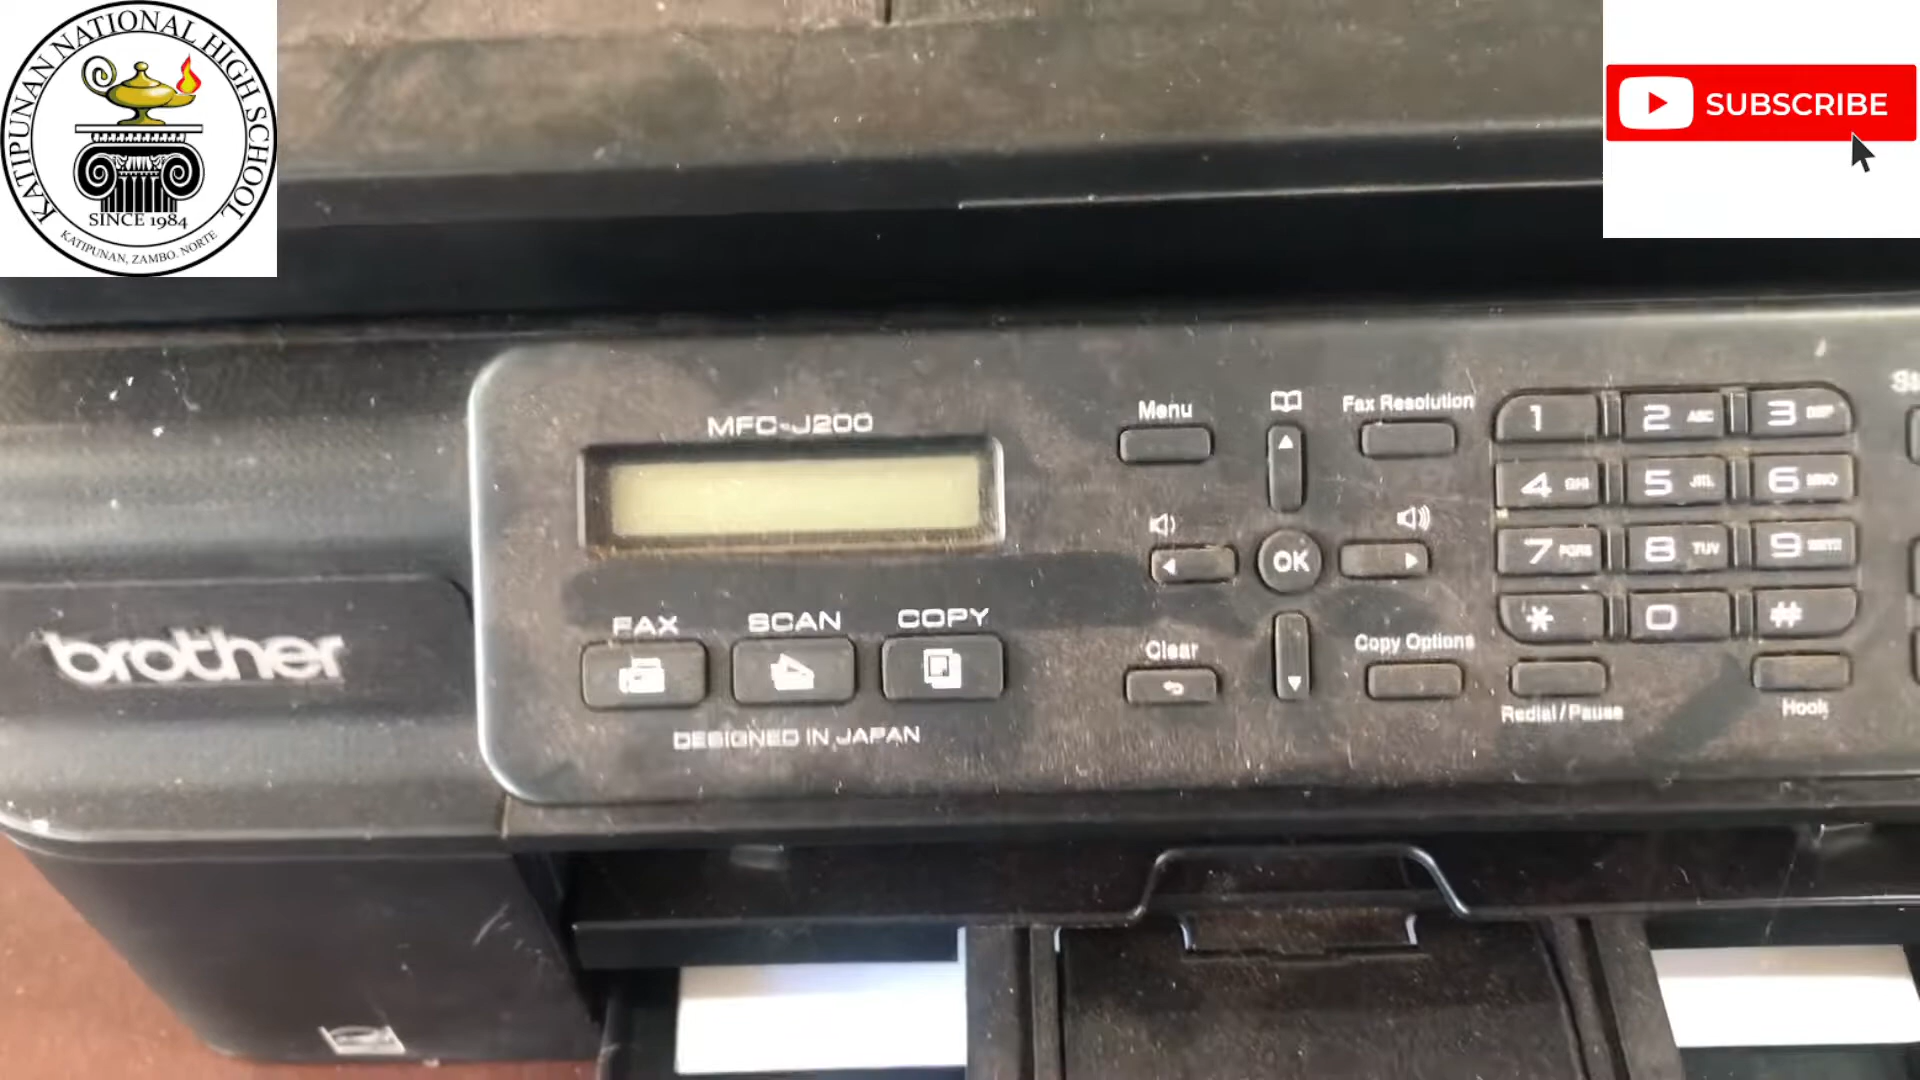 KATIPUNAN NATIONAL HIGH SCHOOL
SINCE 1984
KATIPUNAN, ZAMBO. NORTE
SUBSCRIBE
MFC-J200
Menu
Fax Resolution
1 2 ABC 3 DEF
4 GHI 5 JKL 6 MNO
7 PQRS 8 TUV 9 WXYZ
* 0 #
OK
FAX SCAN COPY
Clear
Copy Options
Redial/Pause
Hook
brother
DESIGNED IN JAPAN